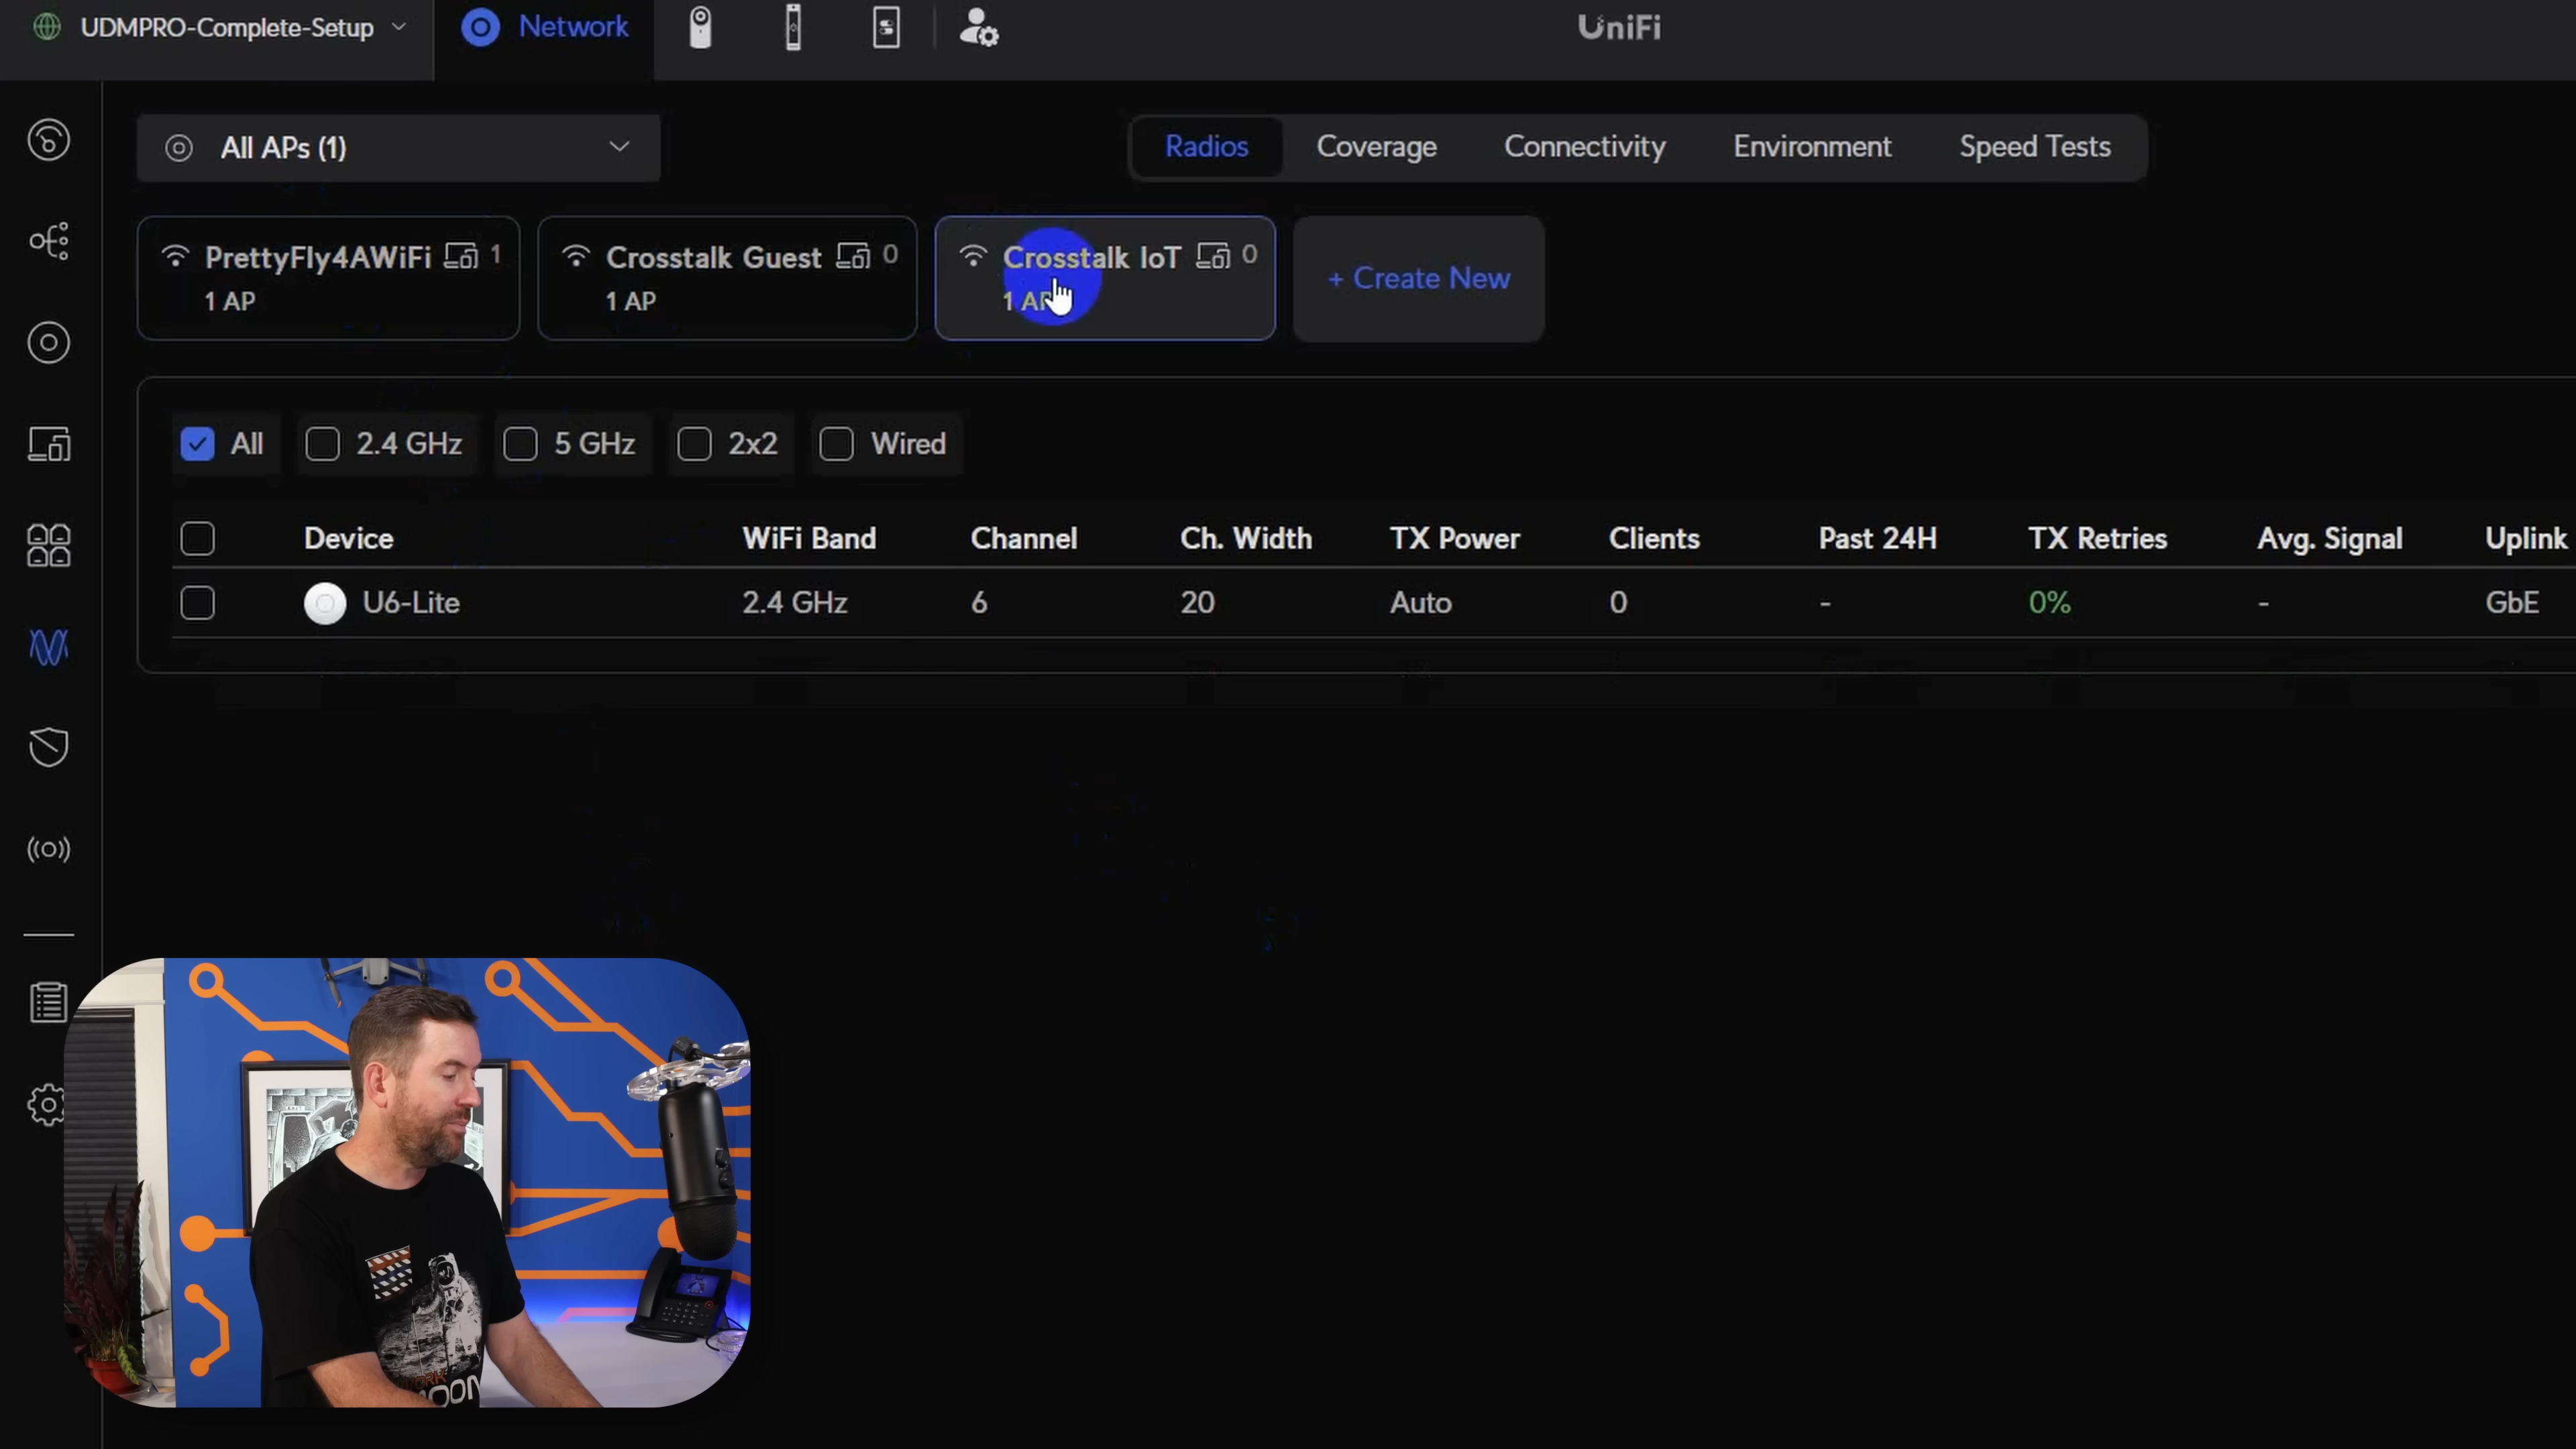 UDMPRO-Complete-Setup
Network
UniFi
All APs (1)
Radios
Coverage
Connectivity
Environment
Speed Tests
PrettyFly4AWiFi 1
1 AP
Crosstalk Guest 0
1 AP
Crosstalk IoT 0
1 AP
+ Create New
All
2.4 GHz
5 GHz
2x2
Wired
Device WiFi Band Channel Ch. Width TX Power Clients Past 24H TX Retries Avg. Signal Uplink
U6-Lite 2.4 GHz 6 20 Auto 0 - 0% - GbE